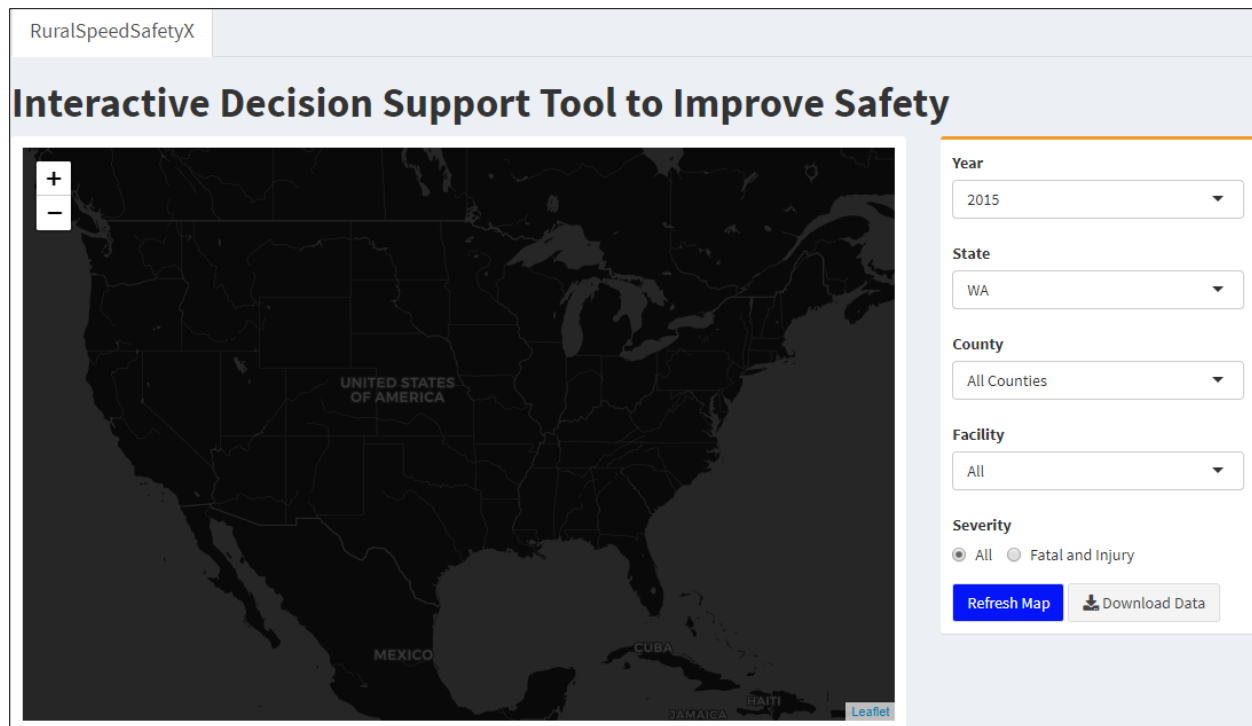 RuralSpeedSafetyX
Interactive Decision Support Tool to Improve Safety
+
−
UNITED STATES
OF AMERICA
MEXICO
CUBA
HAITI
JAMAICA
Leaflet
Year
2015
State
WA
County
All Counties
Facility
All
Severity
All Fatal and Injury
Refresh Map Download Data